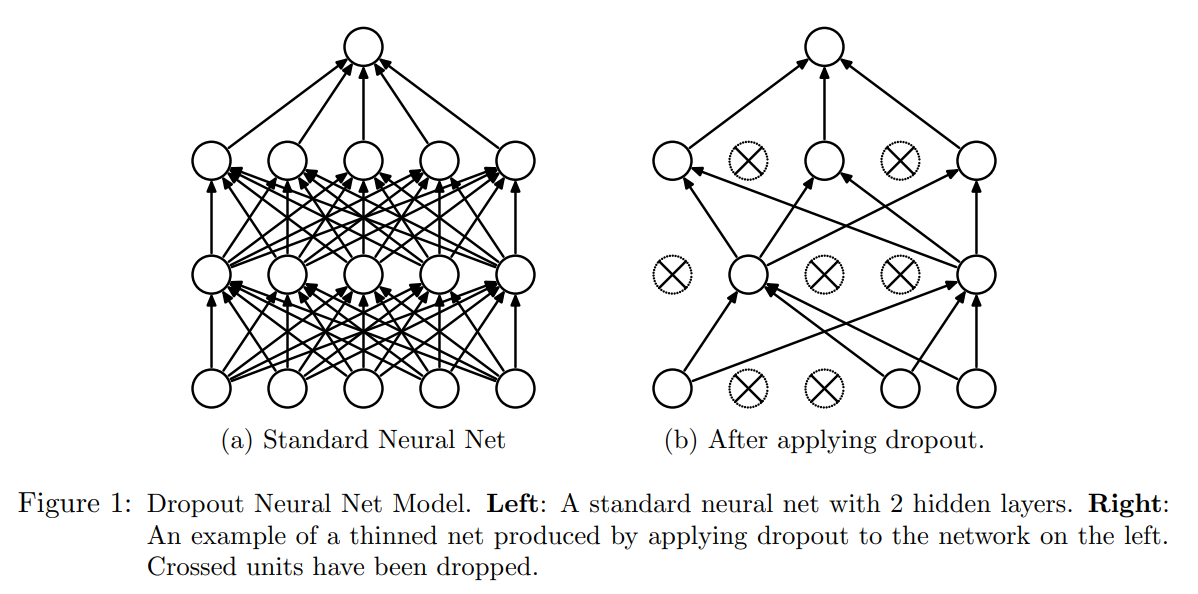 (a) Standard Neural Net
(b) After applying dropout.
Figure 1: Dropout Neural Net Model. Left: A standard neural net with 2 hidden layers. Right:
An example of a thinned net produced by applying dropout to the network on the left.
Crossed units have been dropped.